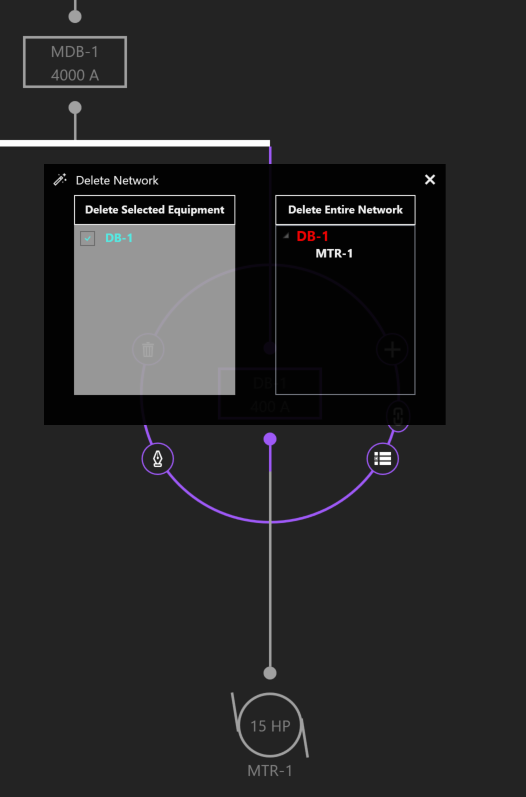 MDB-1
4000 A
Delete Network
Delete Selected Equipment
DB-1
Delete Entire Network
DB-1
MTR-1
DB-1
400 A
15 HP
MTR-1